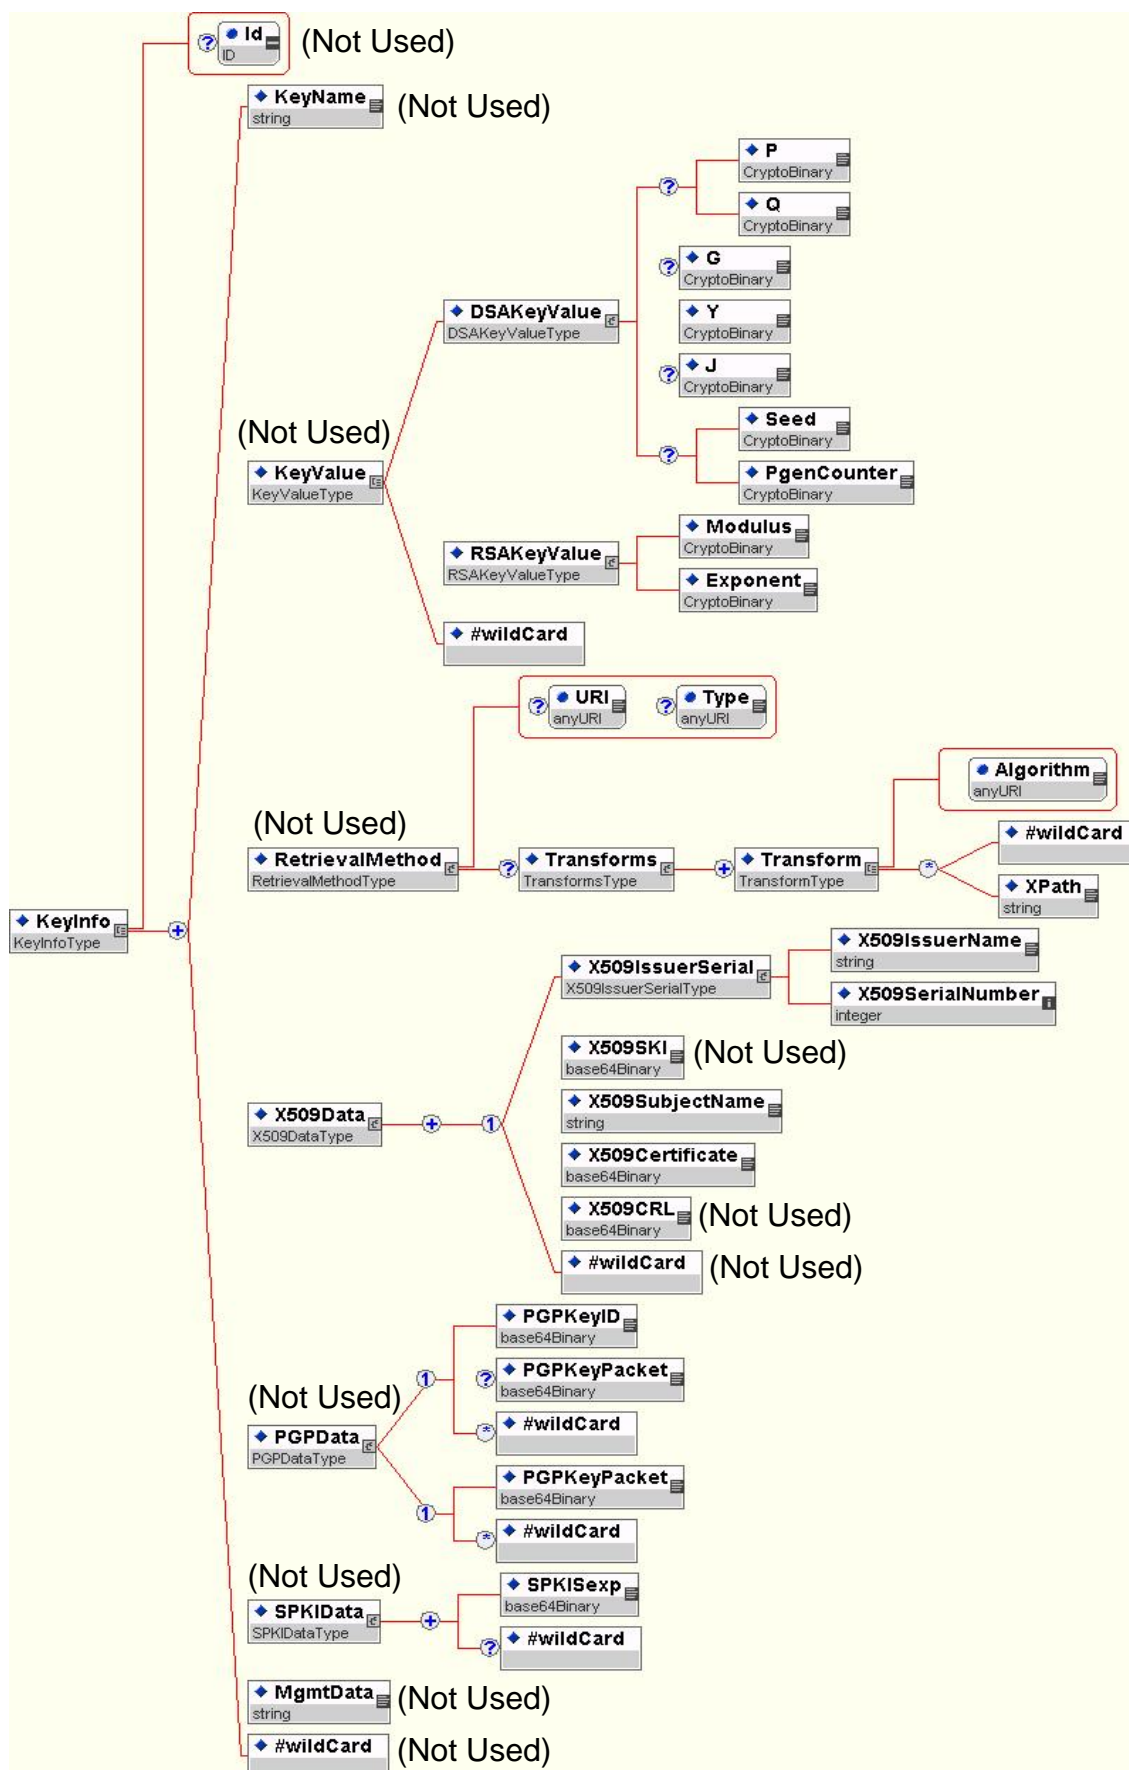 Id
ID
(Not Used)
KeyName
string
(Not Used)
P
CryptoBinary
Q
CryptoBinary
G
CryptoBinary
DSAKeyValue
DSAKeyValueType
Y
CryptoBinary
J
CryptoBinary
Seed
CryptoBinary
(Not Used)
KeyValue
KeyValueType
PgenCounter
CryptoBinary
RSAKeyValue
RSAKeyValueType
Modulus
CryptoBinary
Exponent
CryptoBinary
#wildCard
? URI
anyURI
? Type
anyURI
Algorithm
anyURI
(Not Used)
RetrievalMethod
RetrievalMethodType
? Transforms
TransformsType
+ Transform
TransformType
*
#wildCard
XPath
string
KeyInfo
KeyInfoType
+
X509IssuerSerial
X509IssuerSerialType
X509IssuerName
string
X509SerialNumber
integer
X509SKI
base64Binary
(Not Used)
X509Data
X509DataType
+ 1
X509SubjectName
string
X509Certificate
base64Binary
X509CRL
base64Binary
(Not Used)
#wildCard
(Not Used)
PGPKeyID
base64Binary
(Not Used)
PGPData
PGPDataType
1
? PGPKeyPacket
base64Binary
* #wildCard
1
PGPKeyPacket
base64Binary
* #wildCard
(Not Used)
SPKIData
SPKIDataType
+
SPKISexp
base64Binary
? #wildCard
MgmtData
string
(Not Used)
#wildCard
(Not Used)